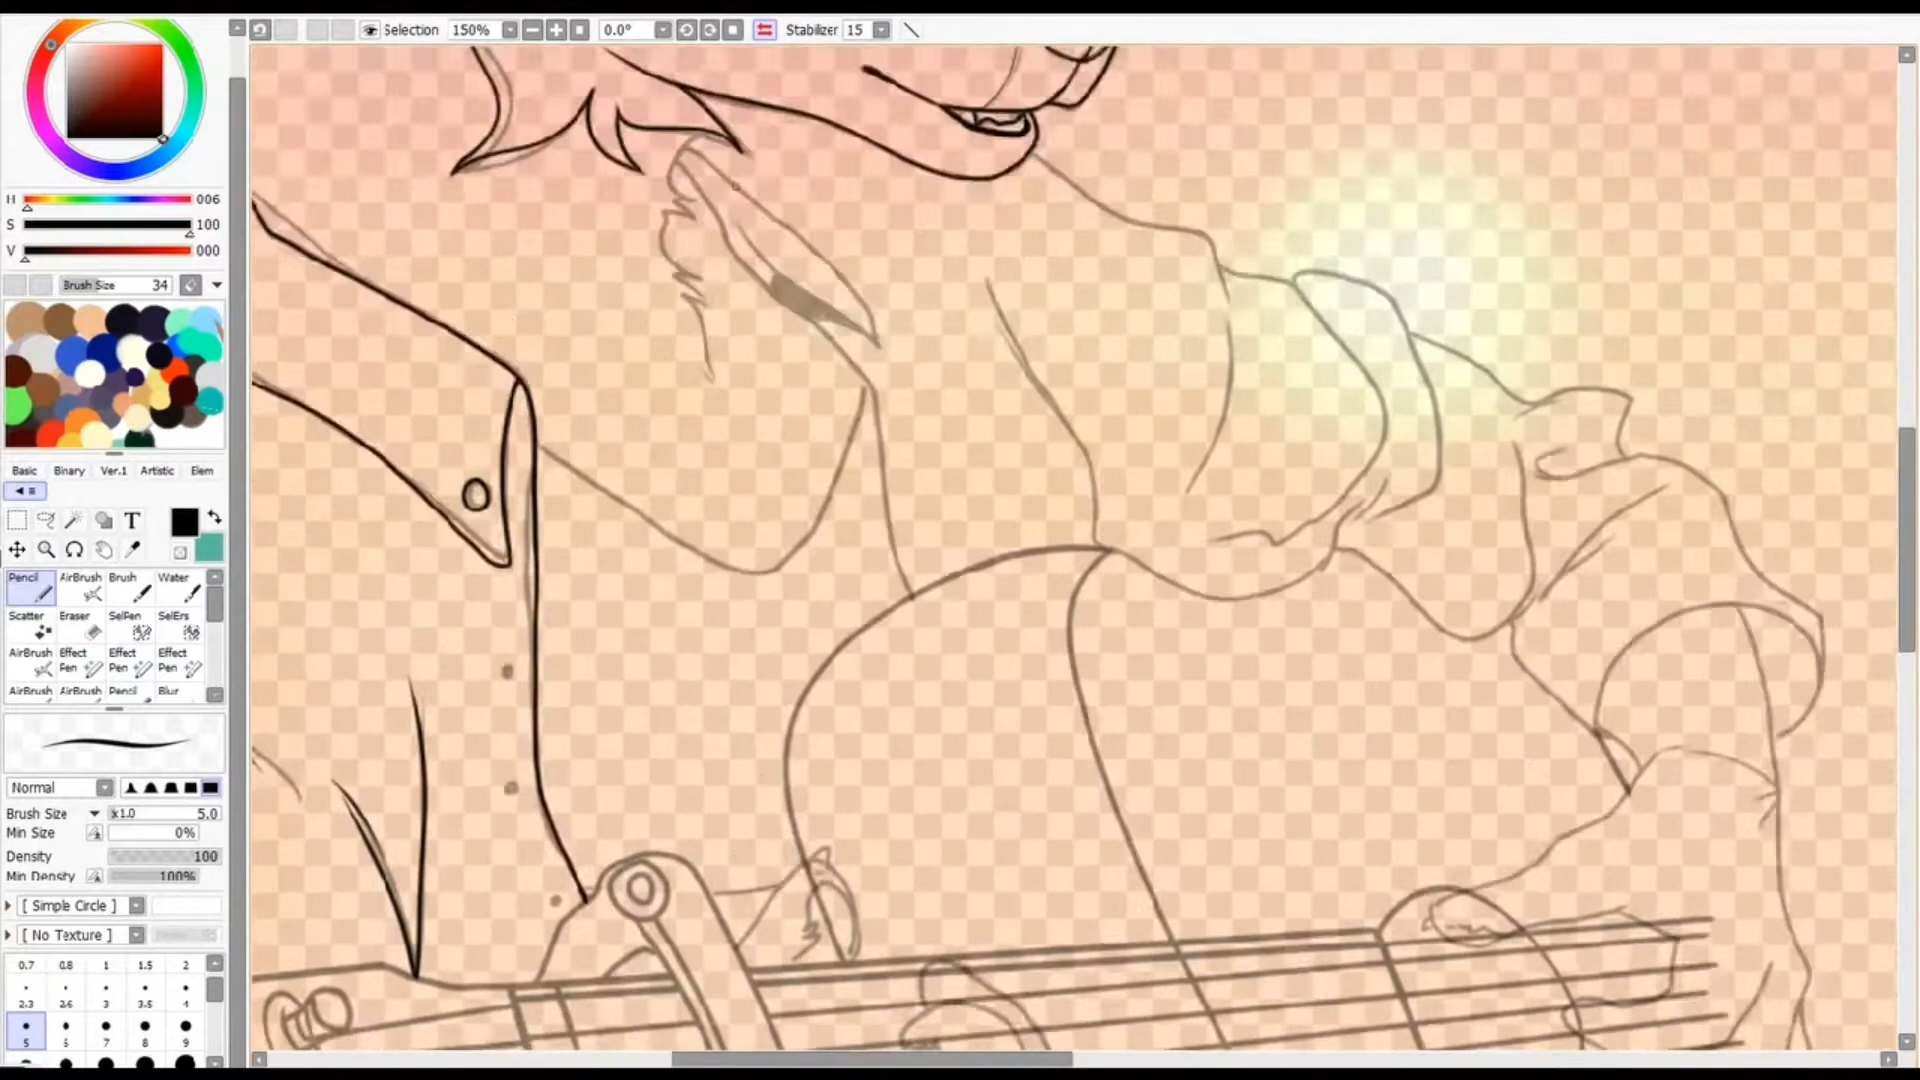 Selection 150% 0.0° Stabilizer 15
H 006
S 100
V 000
Brush Size 34
Basic Binary Ver.1 Artistic Elem
T
Pencil AirBrush Brush Water
Scatter Eraser SelPen SelErs
AirBrush Effect Pen Effect Pen Effect Pen
AirBrush AirBrush Pencil Blur
Normal
Brush Size x1.0 5.0
Min Size 0%
Density 100
Min Density 100%
[ Simple Circle ]
[ No Texture ]
0.7 0.8 1 1.5 2
2.3 2.6 3 3.5 4
5 6 7 8 9